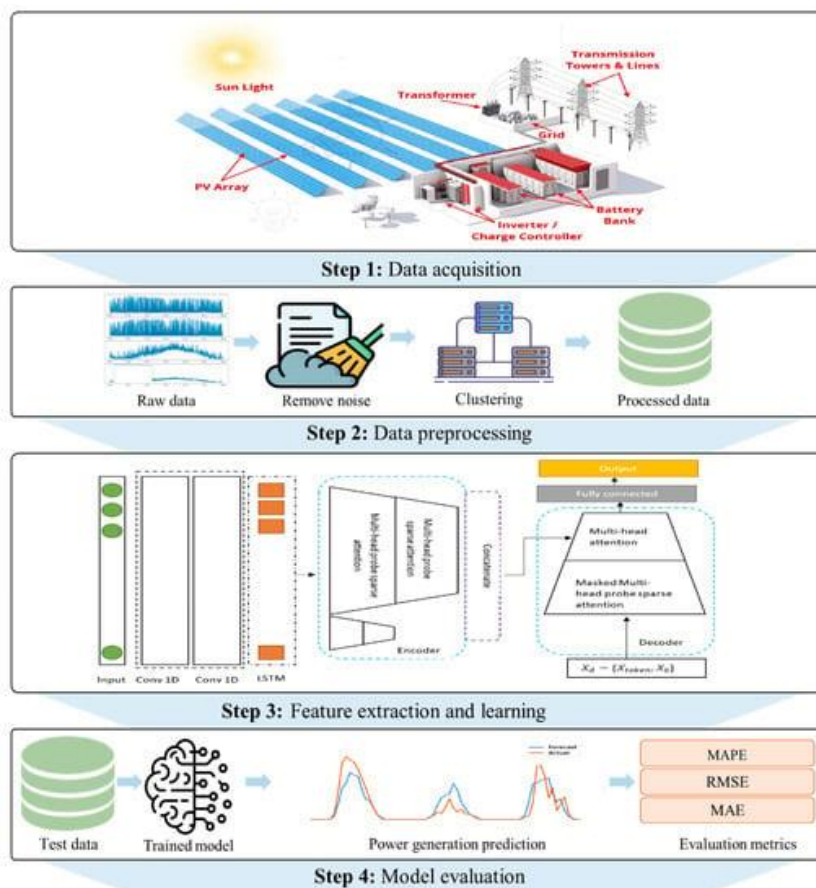 Sun Light
Transmission
Towers & Lines
Transformer
Grid
PV Array
Battery
Bank
Inverter /
Charge Controller
Step 1: Data acquisition
Raw data
Remove noise
Clustering
Processed data
Step 2: Data preprocessing
Output
Fully connected
Multi-head
attention
Masked Multi-
head probe sparse
attention
Decoder
Multi-head probe sparse
attention
Multi-head probe
sparse attention
Concatenate
Encoder
Input
Conv 1D
Conv 1D
LSTM
Step 3: Feature extraction and learning
Forecast
Actual
MAPE
RMSE
MAE
Test data
Trained model
Power generation prediction
Evaluation metrics
Step 4: Model evaluation